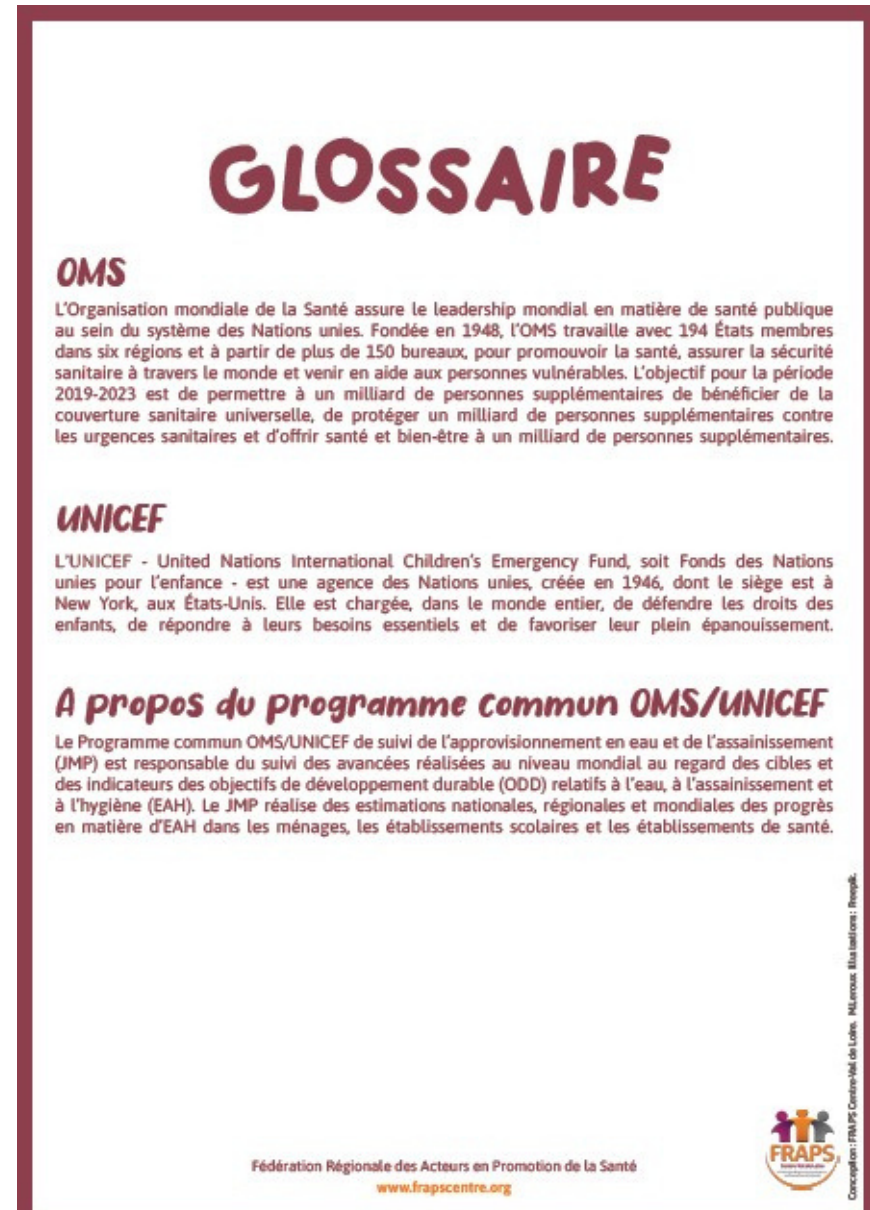 GLOSSAIRE
OMS
L'Organisation mondiale de la Santé assure le leadership mondial en matière de santé publique
au sein du système des Nations unies. Fondée en 1948, l'OMS travaille avec 194 États membres
dans six régions et à partir de plus de 150 bureaux, pour promouvoir la santé, assurer la sécurité
sanitaire à travers le monde et venir en aide aux personnes vulnérables. L'objectif pour la période
2019-2023 est de permettre à un milliard de personnes supplémentaires de bénéficier de la
couverture sanitaire universelle, de protéger un milliard de personnes supplémentaires contre
les urgences sanitaires et d'offrir santé et bien-être à un milliard de personnes supplémentaires.
UNICEF
L'UNICEF - United Nations International Children's Emergency Fund, soit Fonds des Nations
unies pour l'enfance - est une agence des Nations unies, créée en 1946, dont le siège est à
New York, aux États-Unis. Elle est chargée, dans le monde entier, de défendre les droits des
enfants, de répondre à leurs besoins essentiels et de favoriser leur plein épanouissement.
A propos du programme commun OMS/UNICEF
Le Programme commun OMS/UNICEF de suivi de l'approvisionnement en eau et de l'assainissement
(JMP) est responsable du suivi des avancées réalisées au niveau mondial au regard des cibles et
des indicateurs des objectifs de développement durable (ODD) relatifs à l'eau, à l'assainissement et
à l'hygiène (EAH). Le JMP réalise des estimations nationales, régionales et mondiales des progrès
en matière d'EAH dans les ménages, les établissements scolaires et les établissements de santé.
Conception : FRAPS Centre-Val de Loire. M.Leroux Illustrations : Freepik.
FRAPS
Fédération Régionale des Acteurs en Promotion de la Santé
www.frapscentre.org